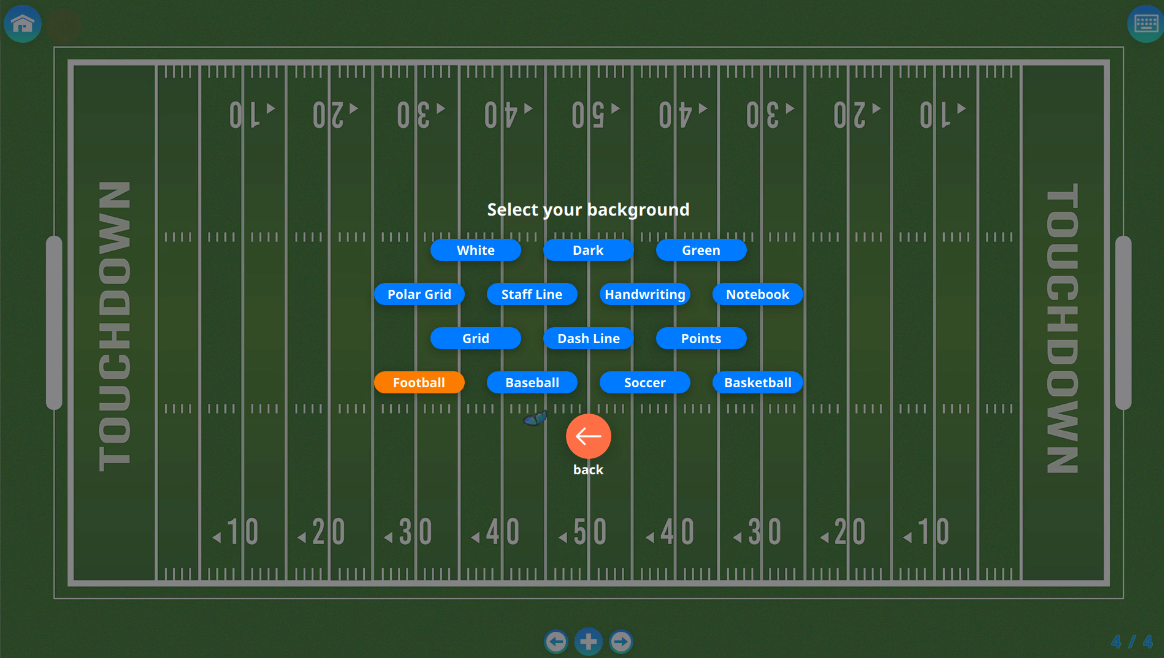 10 20 30 40 50 40 30 20 10
TOUCHDOWN
TOUCHDOWN
Select your background
White Dark Green
Polar Grid Staff Line Handwriting Notebook
Grid Dash Line Points
Football Baseball Soccer Basketball
back
10 20 30 40 50 40 30 20 10
4 / 4